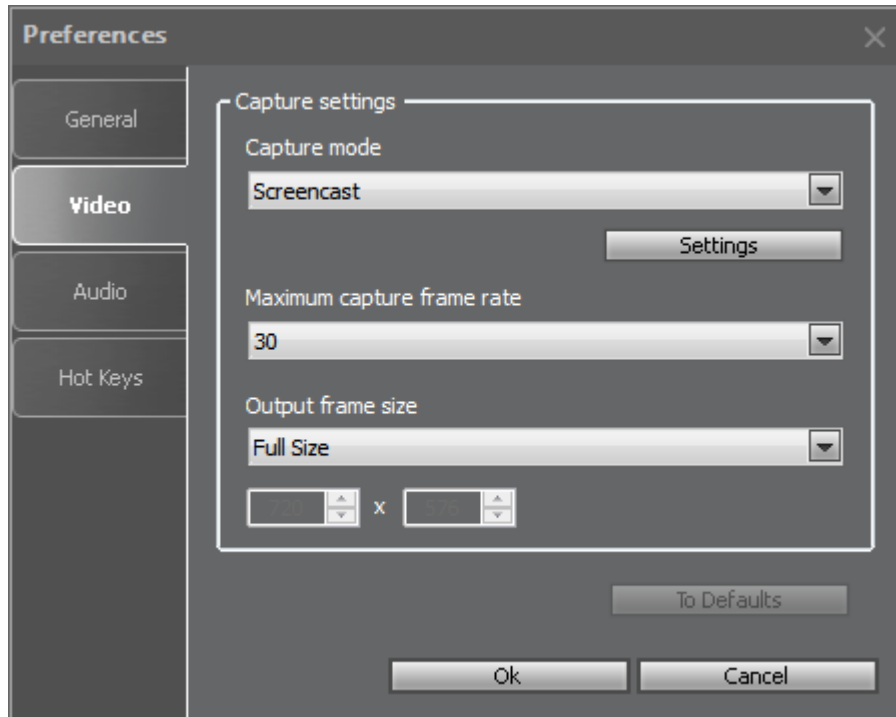 Preferences
General
Video
Audio
Hot Keys
Capture settings
Capture mode
Screencast
Settings
Maximum capture frame rate
30
Output frame size
Full Size
720 x 576
To Defaults
Ok
Cancel